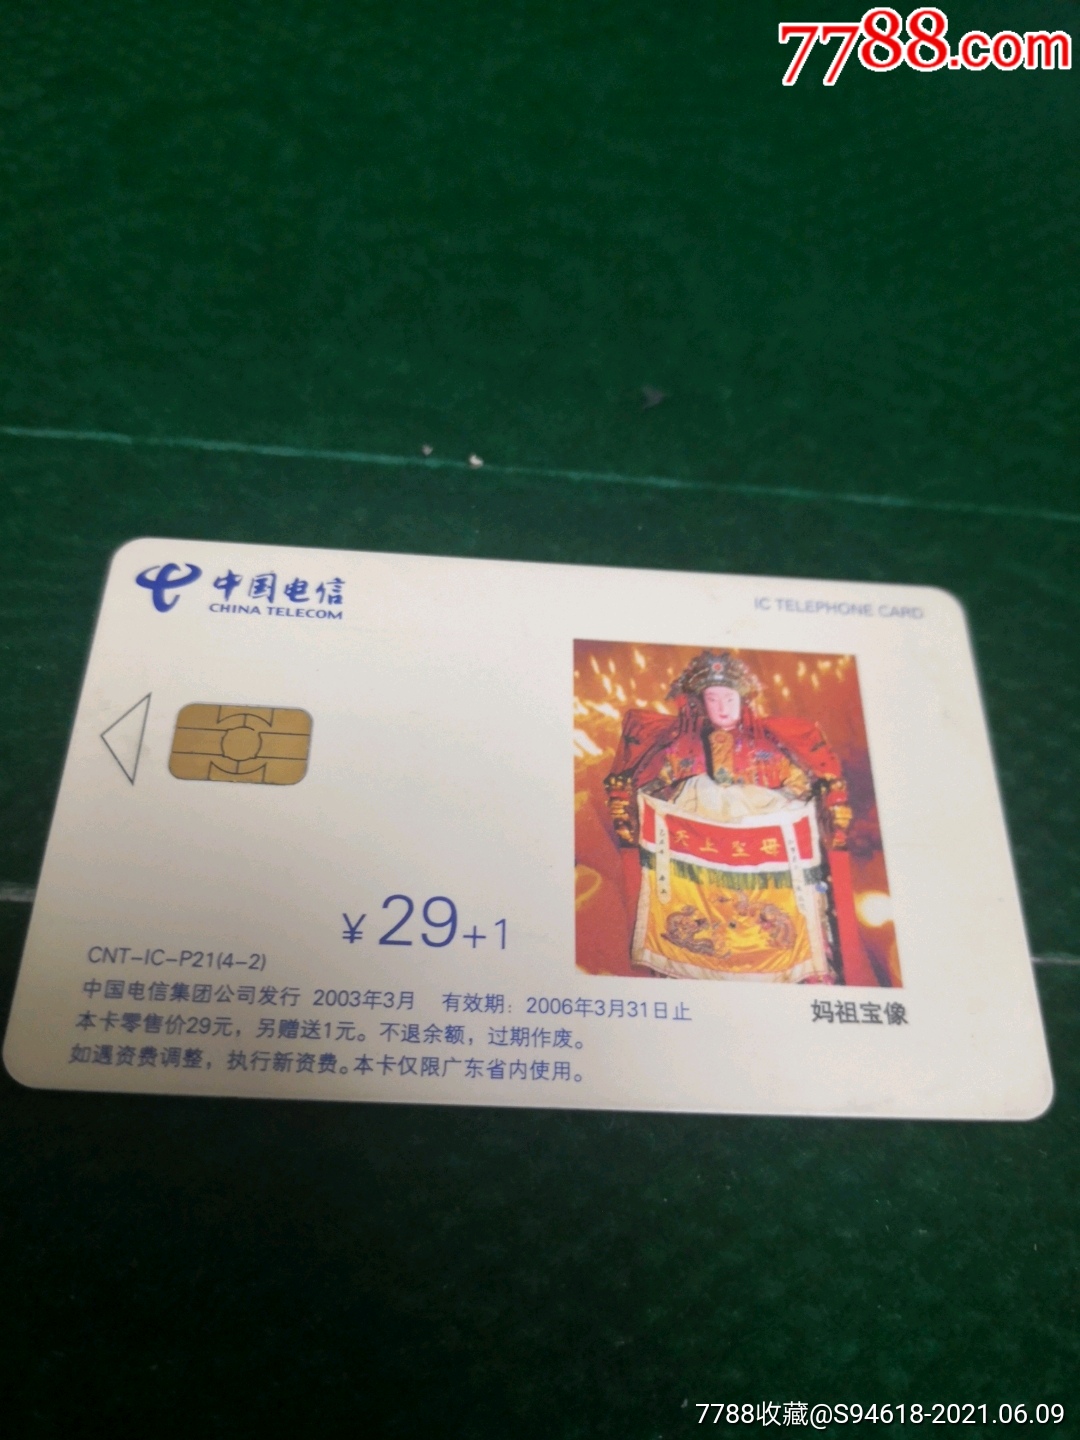 7788.com
中国电信
CHINA TELECOM
IC TELEPHONE CARD
天上聖母
¥29+1
CNT-IC-P21(4-2)
中国电信集团公司发行 2003年3月 有效期：2006年3月31日止
本卡零售价29元，另赠送1元。不退余额，过期作废。
如遇资费调整，执行新资费。本卡仅限广东省内使用。
妈祖宝像
7788收藏@S94618-2021.06.09